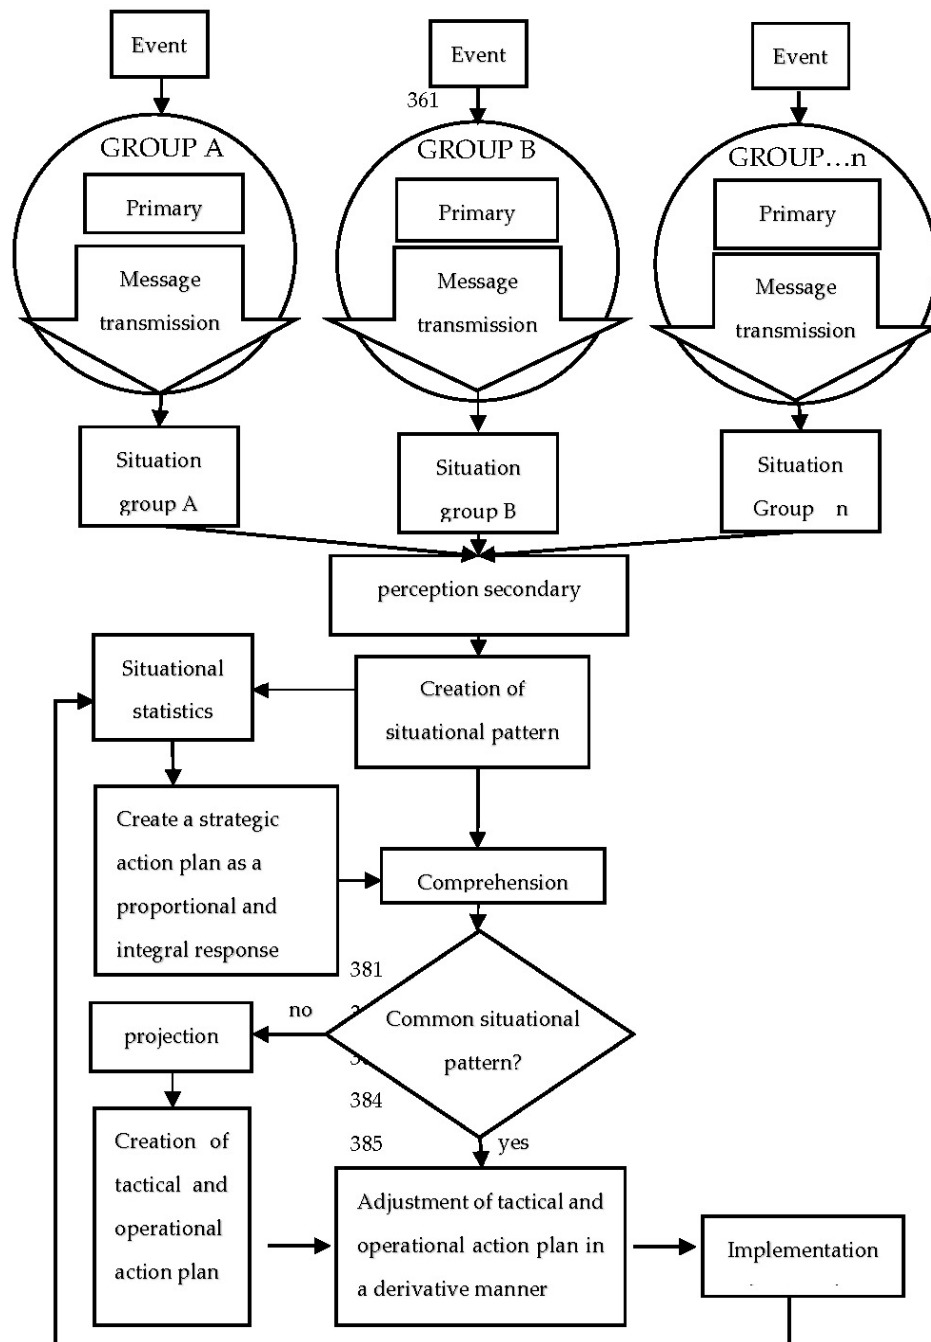 Event
Event
Event
361
GROUP A
GROUP B
GROUP...n
Primary
Primary
Primary
Message
transmission
Message
transmission
Message
transmission
Situation
group A
Situation
group B
Situation
Group n
perception secondary
Situational
statistics
Creation of
situational pattern
Create a strategic
action plan as a
proportional and
integral response
Comprehension
381
no
projection
Common situational
pattern?
384
385
yes
Creation of
tactical and
operational
action plan
Adjustment of tactical and
operational action plan in
a derivative manner
Implementation